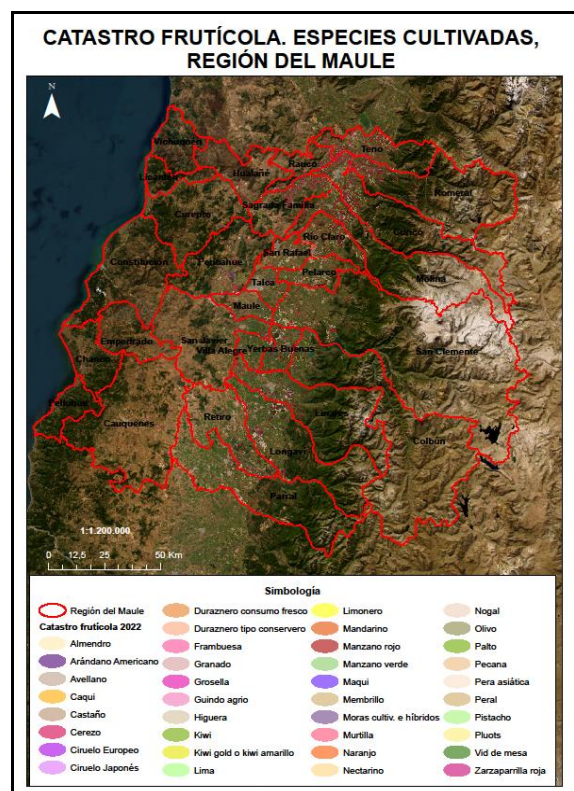 CATASTRO FRUTÍCOLA. ESPECIES CULTIVADAS,
REGIÓN DEL MAULE
N
Vichuquén
Teno
Rauco
Licantén
Hualañé
Romeral
Sagrada Familia
Curepto
Curicó
Río Claro
San Rafael
Constitución
Pencahue
Pelarco
Molina
Talca
Maule
Empedrado
San Javier
Villa Alegre
Yerbas Buenas
San Clemente
Chanco
Pelluhue
Cauquenes
Retiro
Linares
Colbún
Longaví
Parral
1:1.200.000
0 12,5 25 50 Km
Simbología
Región del Maule
Catastro frutícola 2022
Almendro
Arándano Americano
Avellano
Caqui
Castaño
Cerezo
Ciruelo Europeo
Ciruelo Japonés
Duraznero consumo fresco
Duraznero tipo conservero
Frambuesa
Granado
Grosella
Guindo agrio
Higuera
Kiwi
Kiwi gold o kiwi amarillo
Lima
Limonero
Mandarino
Manzano rojo
Manzano verde
Maqui
Membrillo
Moras cultiv. e híbridos
Murtilla
Naranjo
Nectarino
Nogal
Olivo
Palto
Pecana
Pera asiática
Peral
Pistacho
Pluots
Vid de mesa
Zarzaparrilla roja